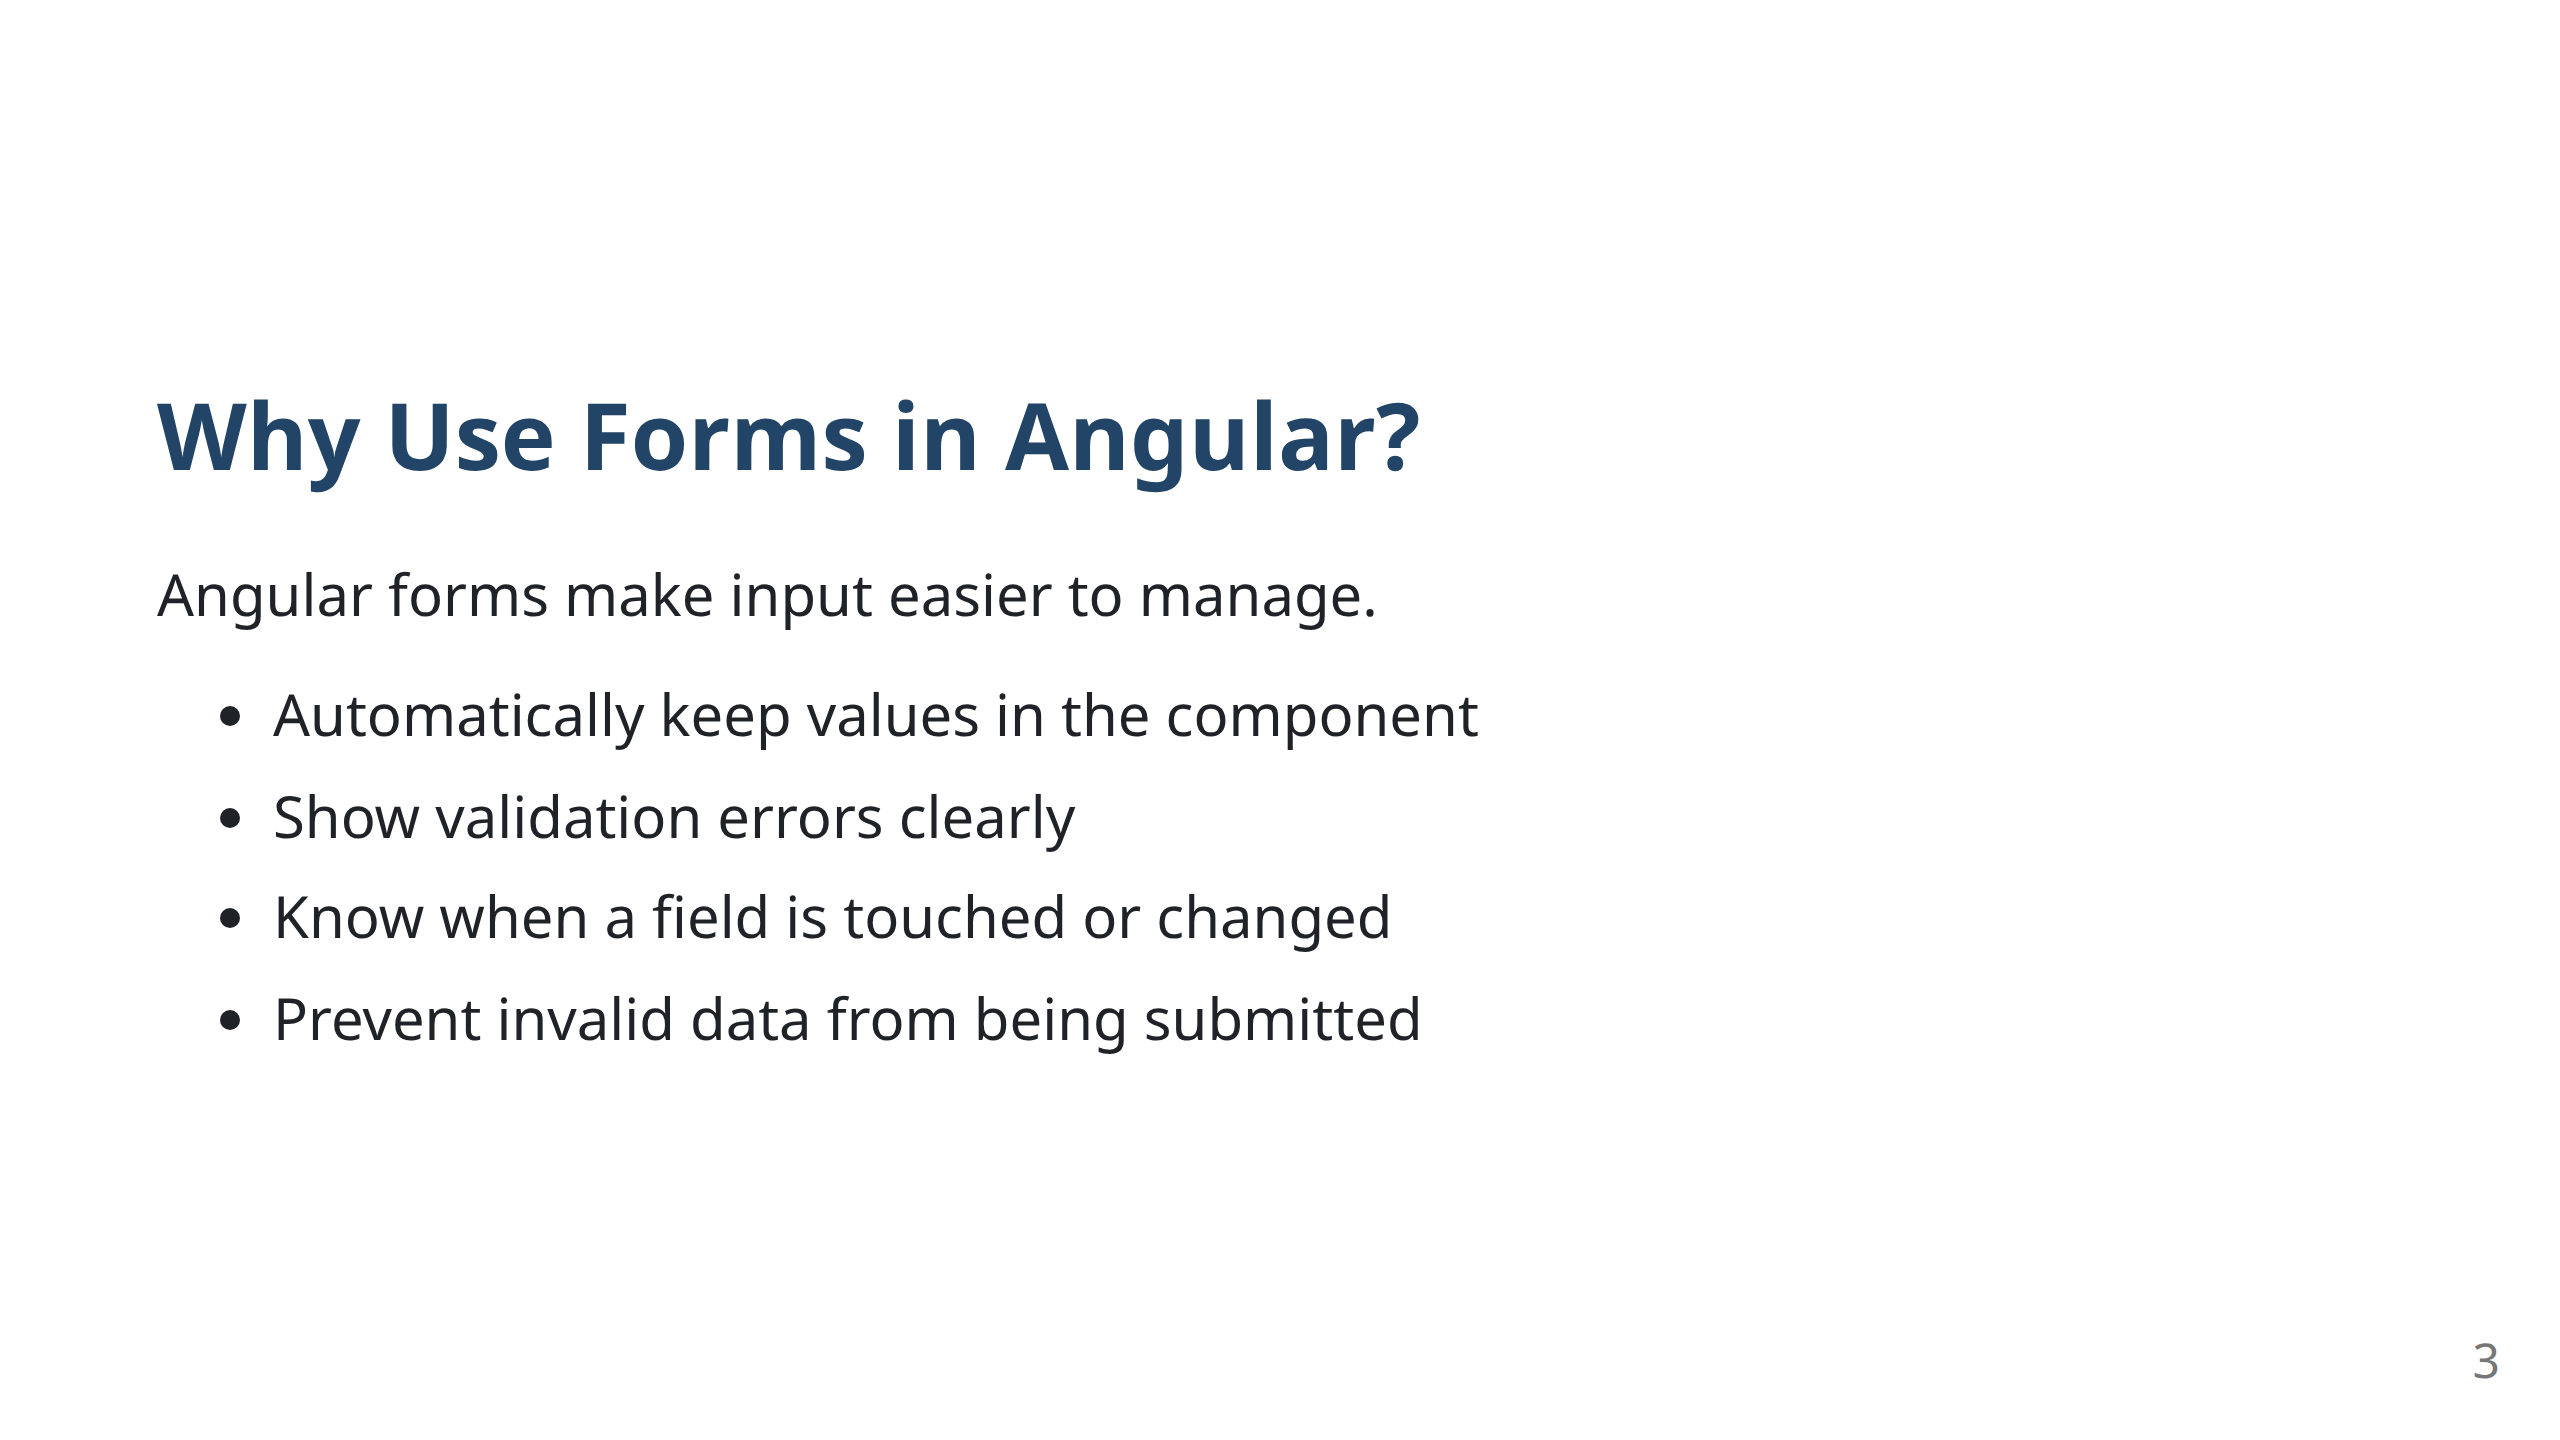 Why Use Forms in Angular?
Angular forms make input easier to manage.
• Automatically keep values in the component
• Show validation errors clearly
• Know when a field is touched or changed
• Prevent invalid data from being submitted
3